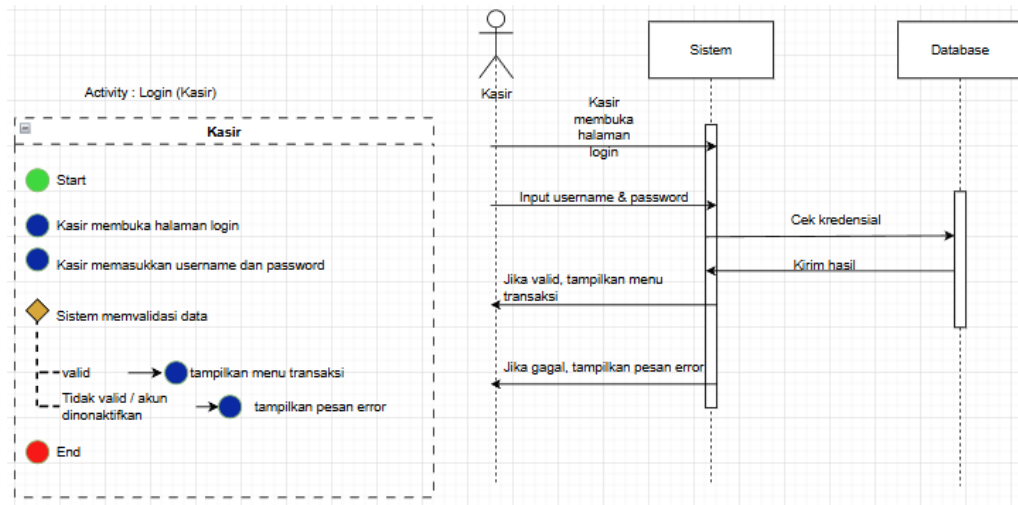 Activity : Login (Kasir)
Kasir
Start
Kasir membuka halaman login
Kasir memasukkan username dan password
Sistem memvalidasi data
valid
tampilkan menu transaksi
Tidak valid / akun
dinonaktifkan
tampilkan pesan error
End
Kasir
Sistem
Database
Kasir
membuka
halaman
login
Input username & password
Cek kredensial
Kirim hasil
Jika valid, tampilkan menu
transaksi
Jika gagal, tampilkan pesan error